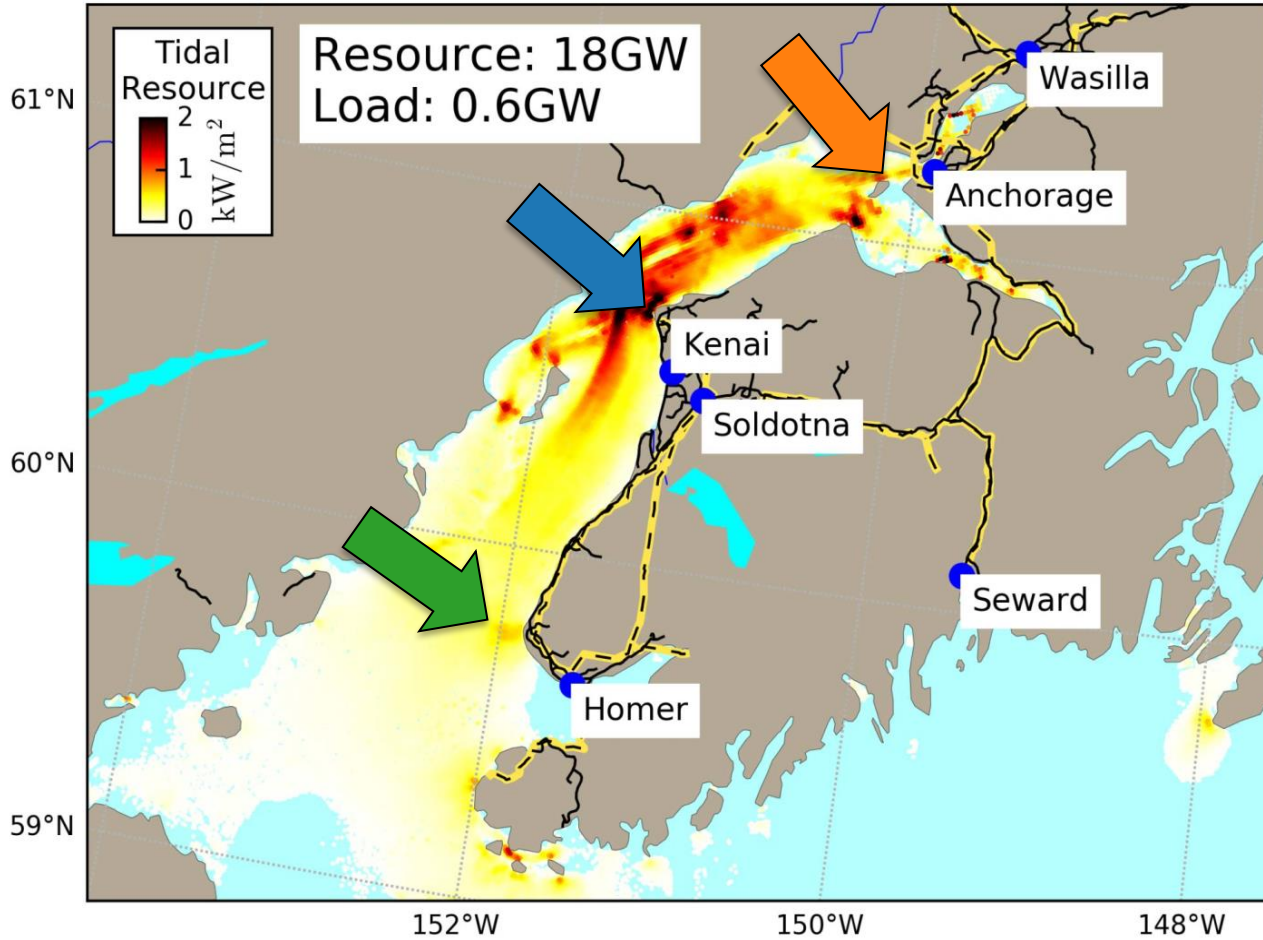 Tidal
Resource
2
1
0
kW/m²
Resource: 18GW
Load: 0.6GW
Wasilla
61°N
Anchorage
Kenai
Soldotna
60°N
Seward
Homer
59°N
152°W
150°W
148°W